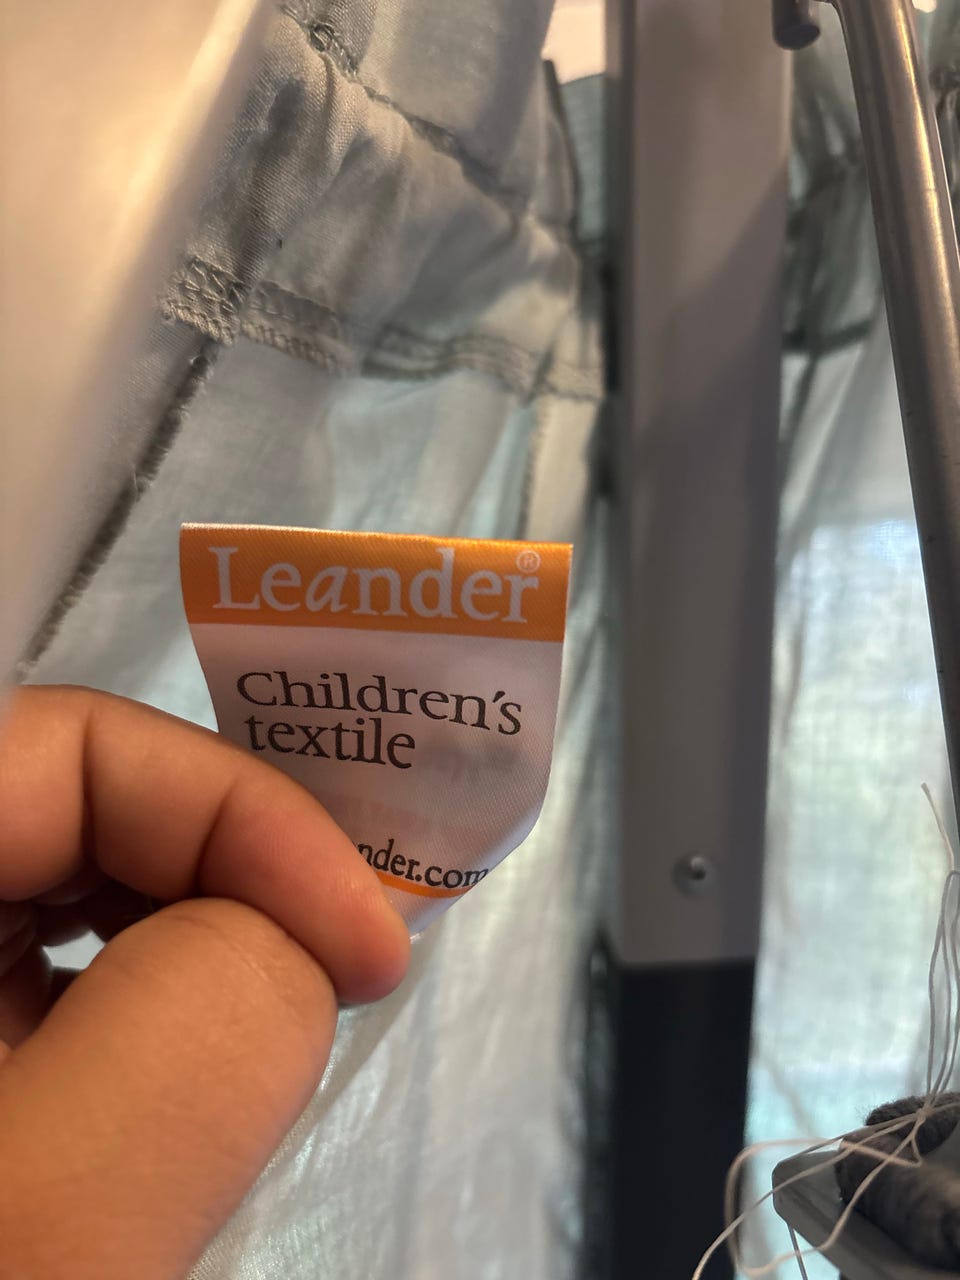 Leander®
Children's
textile
nder.com